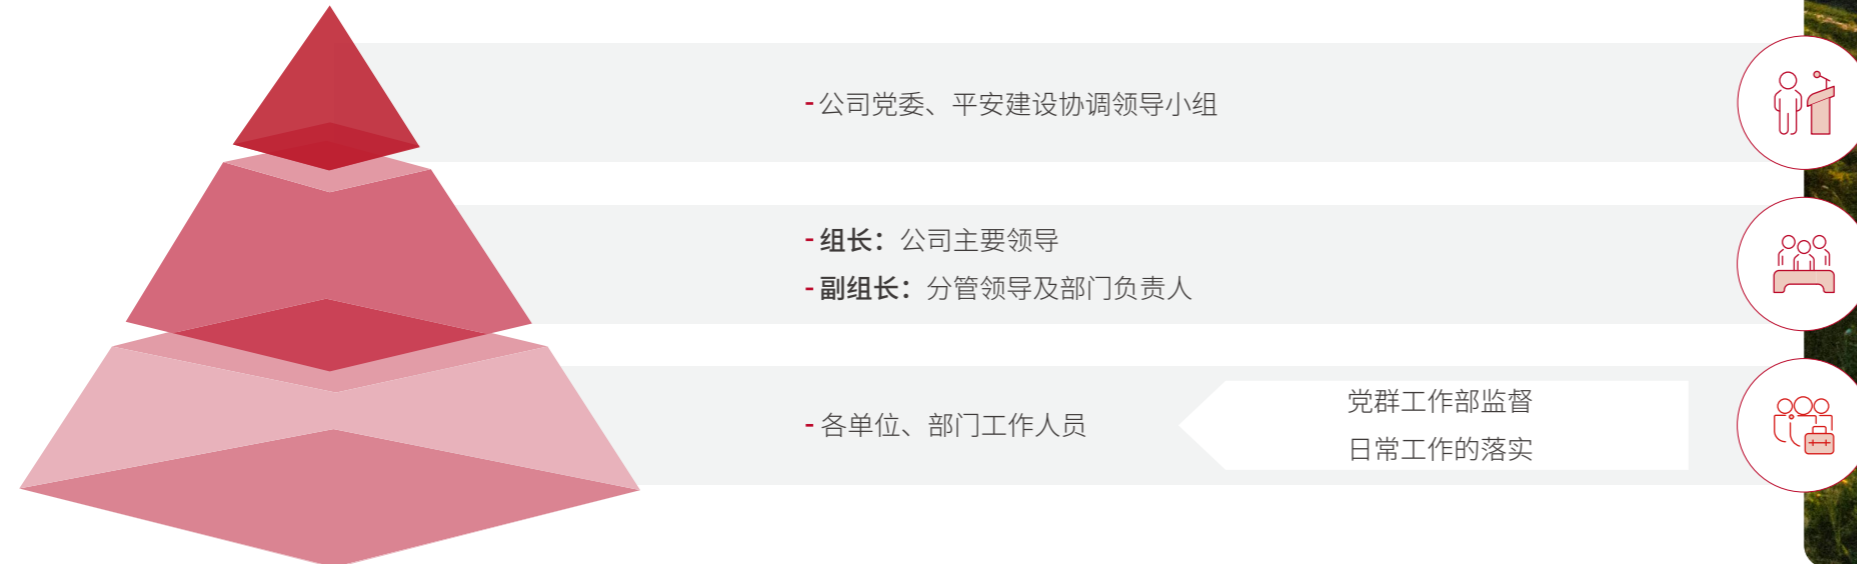 - 公司党委、平安建设协调领导小组
- 组长：公司主要领导
- 副组长：分管领导及部门负责人
- 各单位、部门工作人员
党群工作部监督
日常工作的落实